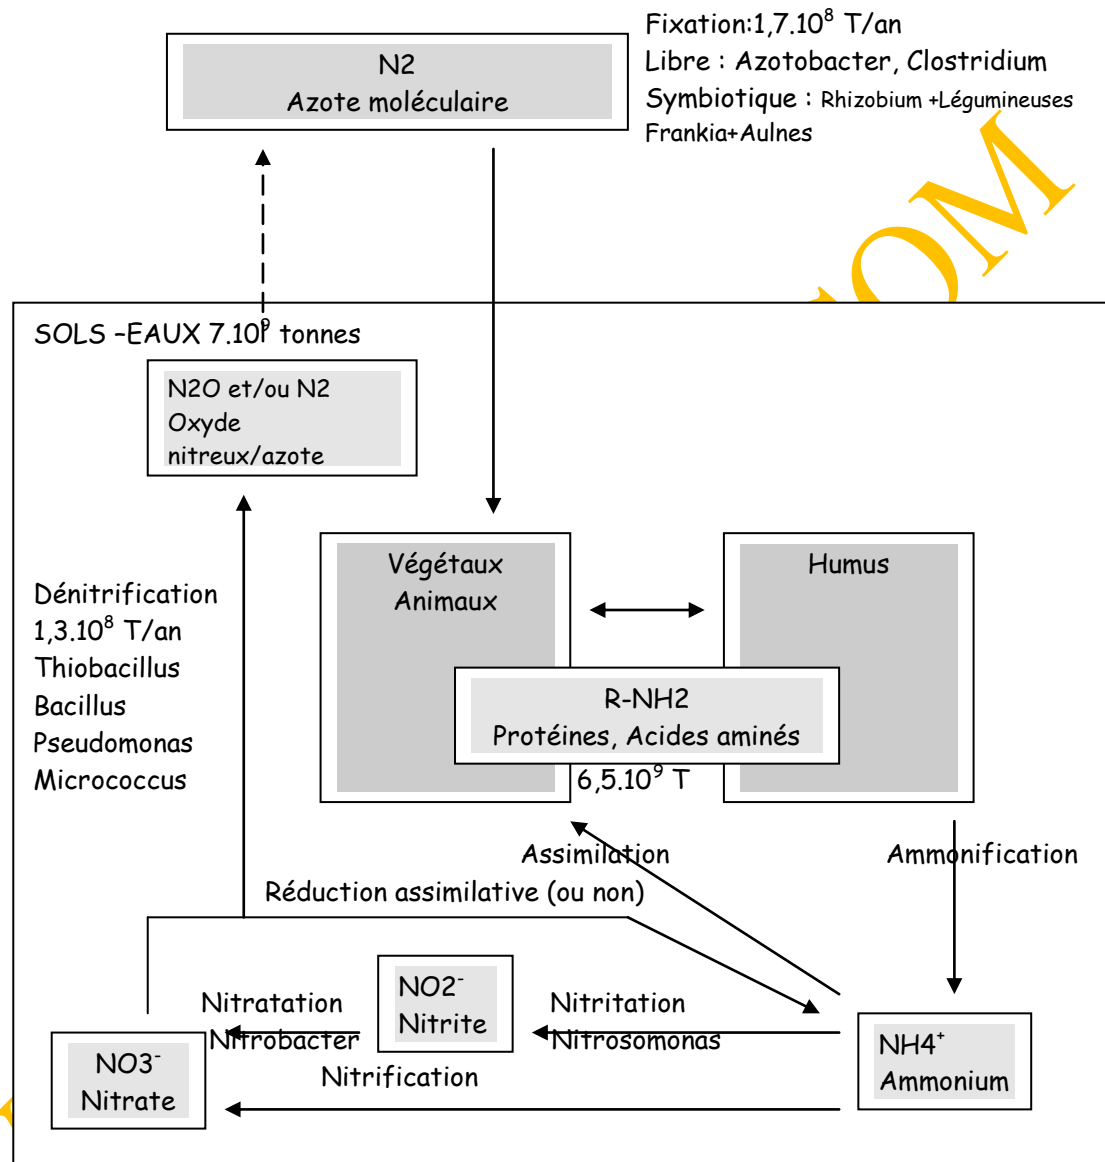 Fixation:1,7.10⁸ T/an
Libre : Azotobacter, Clostridium
Symbiotique : Rhizobium +Légumineuses
Frankia+Aulnes
N2
Azote moléculaire
OM
SOLS –EAUX 7.10⁹ tonnes
N2O et/ou N2
Oxyde
nitreux/azote
Végétaux
Animaux
Humus
Dénitrification
1,3.10⁸ T/an
Thiobacillus
Bacillus
Pseudomonas
Micrococcus
R-NH2
Protéines, Acides aminés
6,5.10⁹ T
Assimilation
Ammonification
Réduction assimilative (ou non)
Nitratation
Nitrobacter
NO2⁻
Nitrite
Nitritation
Nitrosomonas
Nitrification
NO3⁻
Nitrate
NH4⁺
Ammonium